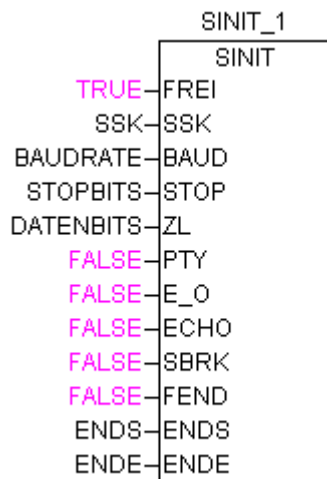 SINIT_1
SINIT
TRUE FREI
SSK SSK
BAUDRATE BAUD
STOPBITS STOP
DATENBITS ZL
FALSE PTY
FALSE E_O
FALSE ECHO
FALSE SBRK
FALSE FEND
ENDS ENDS
ENDE ENDE